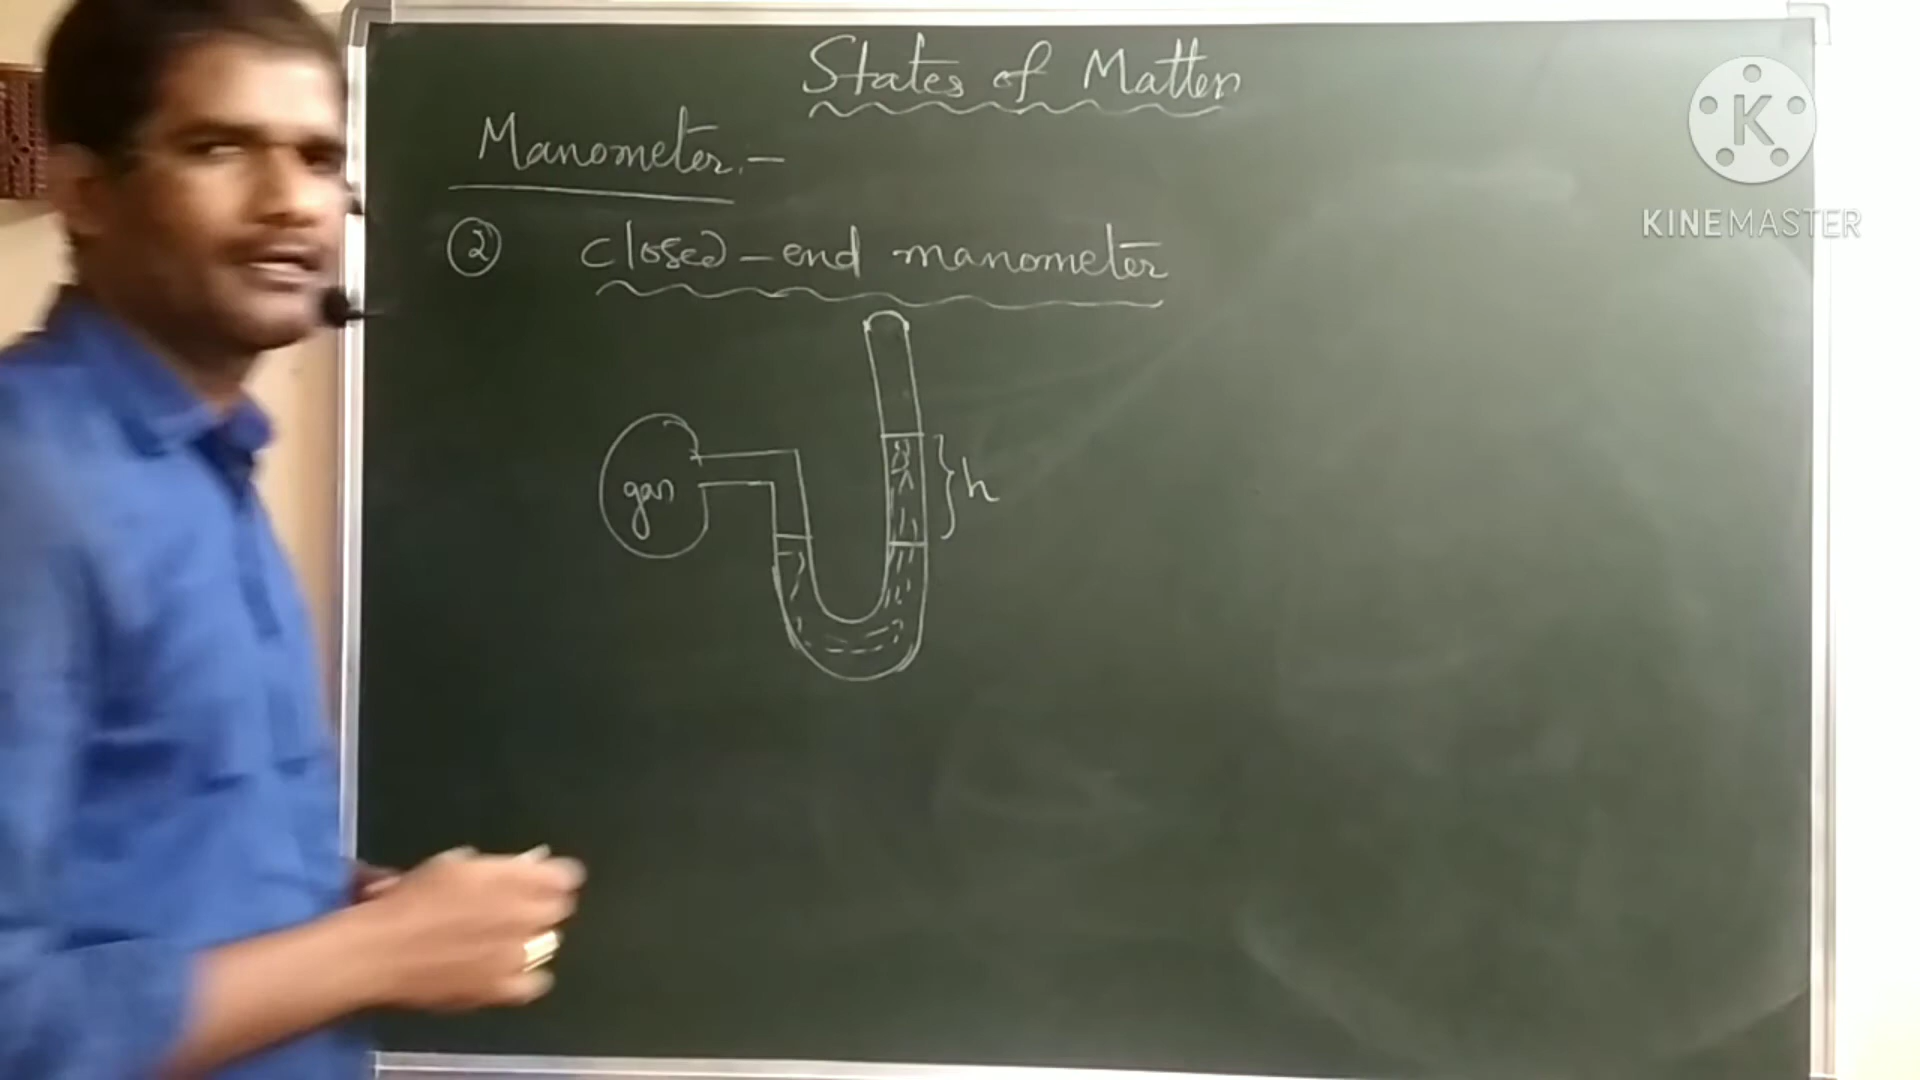 States of Matter
Manometer :-
② closed-end manometer
gas
h
K
KINEMASTER